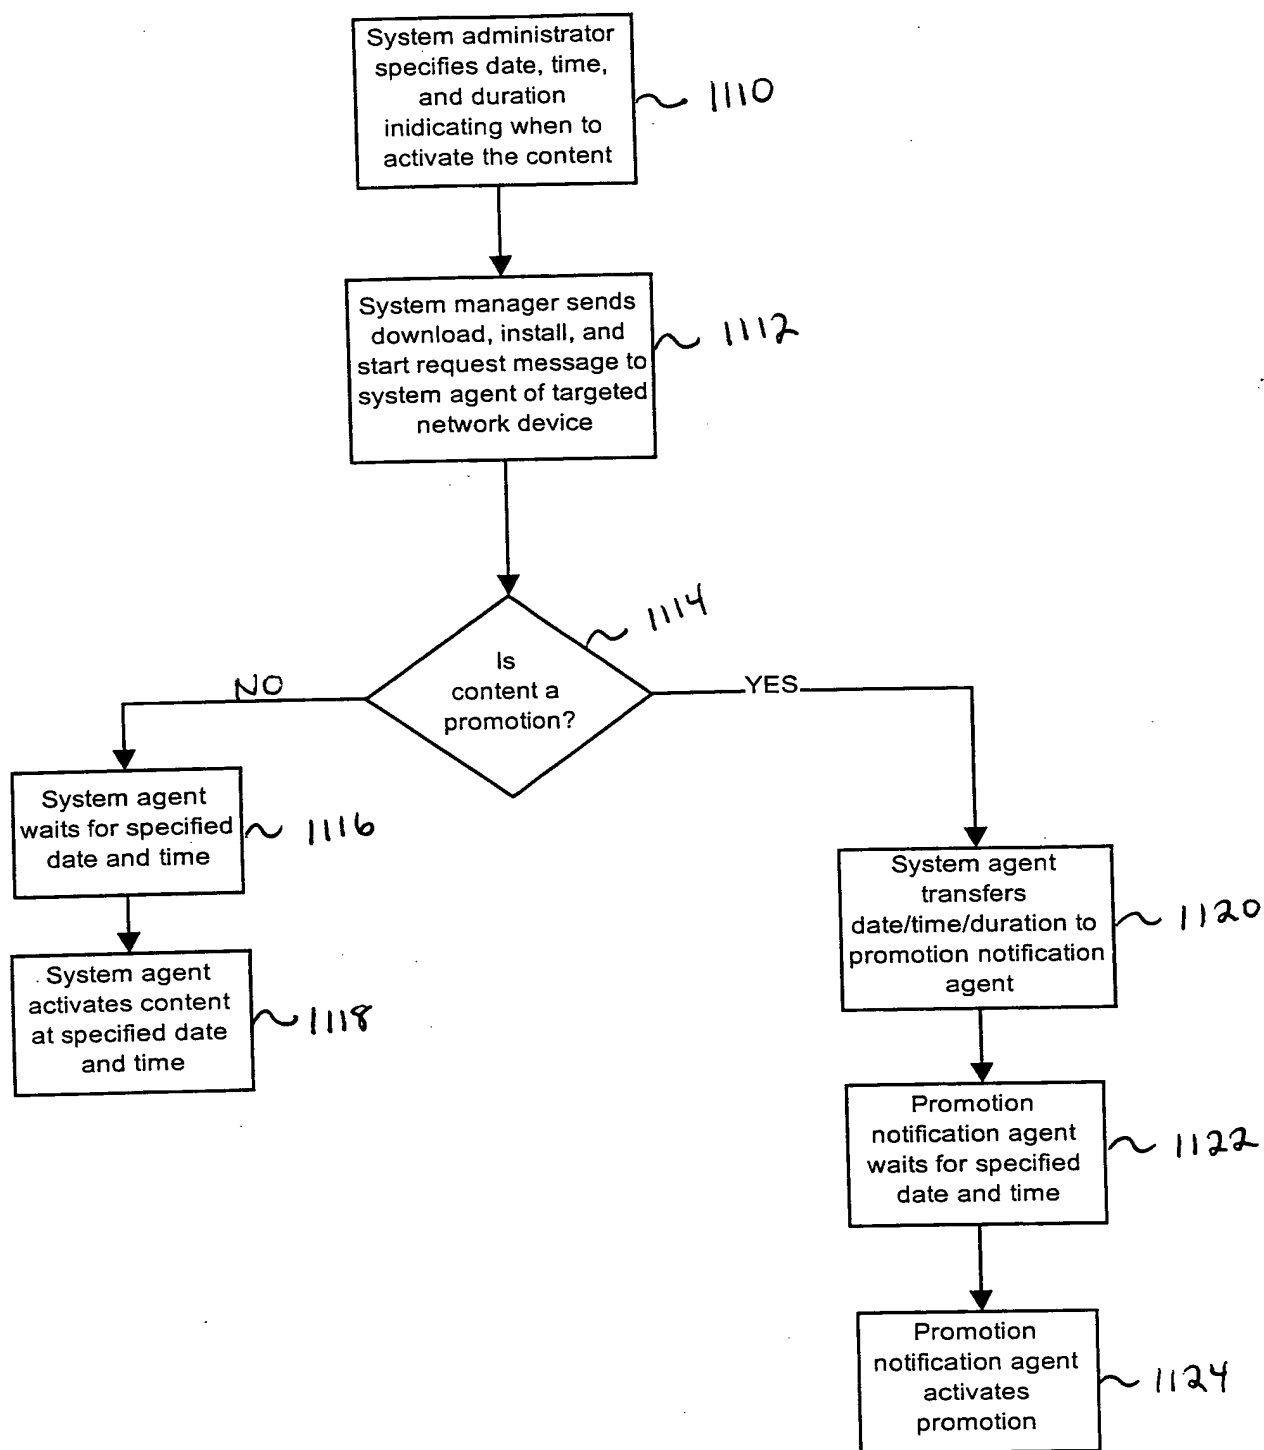 System administrator
specifies date, time,
and duration
inidicating when to
activate the content
1110
System manager sends
download, install, and
start request message to
system agent of targeted
network device
1112
Is
content a
promotion?
1114
NO
YES
System agent
waits for specified
date and time
1116
System agent
activates content
at specified date
and time
1118
System agent
transfers
date/time/duration to
promotion notification
agent
1120
Promotion
notification agent
waits for specified
date and time
1122
Promotion
notification agent
activates
promotion
1124